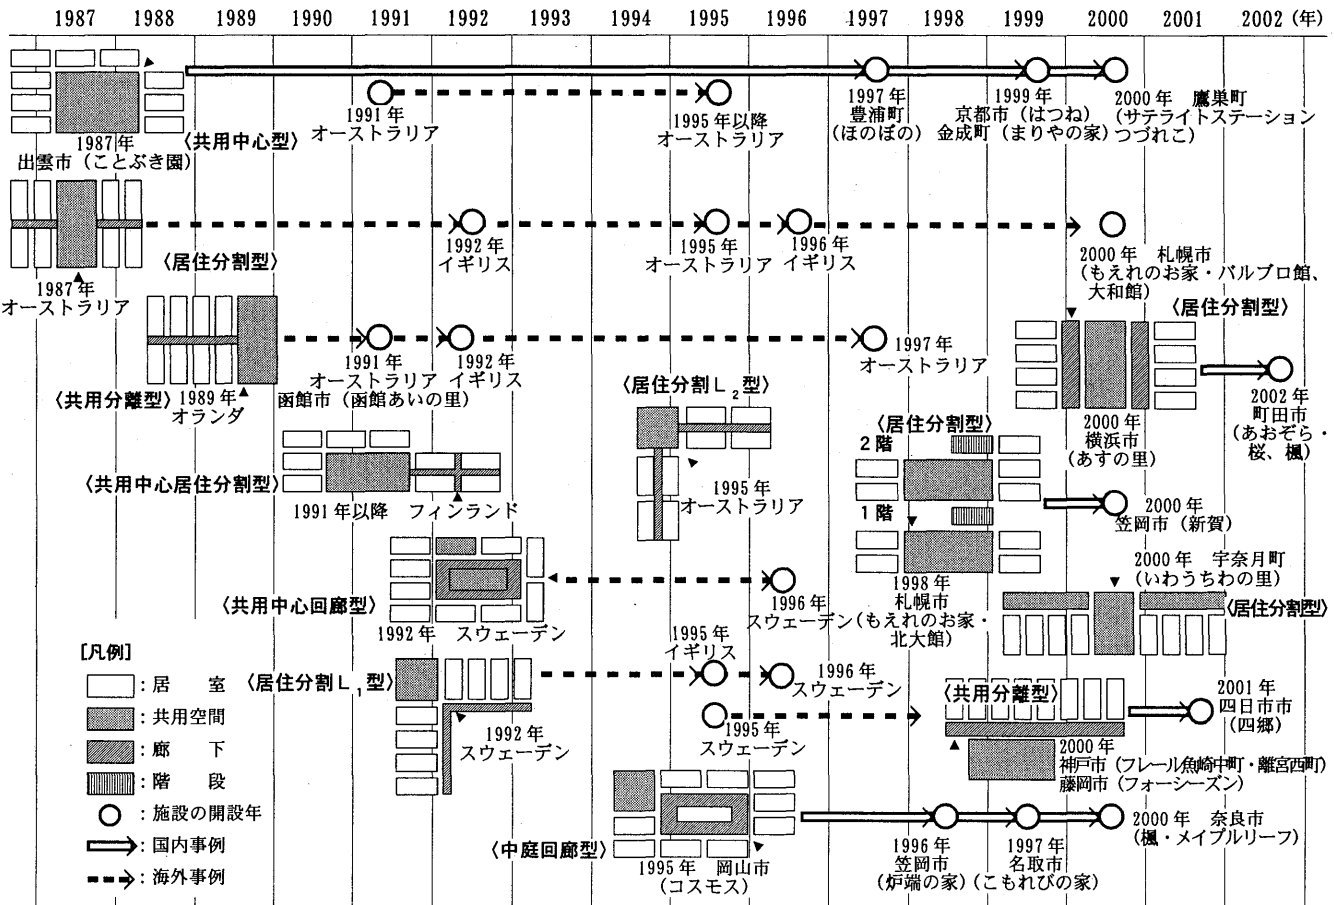 1987 1988 1989 1990 1991 1992 1993 1994 1995 1996 1997 1998 1999 2000 2001 2002 (年)
1987年
出雲市（ことぶき園）
〈共用中心型〉
1991年
オーストラリア
1995年以降
オーストラリア
1997年
豊浦町
（ほのぼの）
1999年
京都市（はつね）
金成町（まりやの家）
2000年 鷹巣町
（サテライトステーション
つづれこ）
1987年
オーストラリア
〈居住分割型〉
1992年
イギリス
1995年
オーストラリア
1996年
イギリス
2000年 札幌市
（もえれのお家・バルブロ館、
大和館）
〈共用分離型〉
1989年
オランダ
1991年
オーストラリア
函館市（函館あいの里）
1992年
イギリス
1997年
オーストラリア
〈居住分割型〉
2000年
横浜市
（あすの里）
2002年
町田市
（あおぞら・
桜、楓）
〈共用中心居住分割型〉
1991年以降 フィンランド
〈居住分割L2型〉
1995年
オーストラリア
〈居住分割型〉
2階
1階
1998年
札幌市
（もえれのお家・
北大館）
2000年
笠岡市（新賀）
〈共用中心回廊型〉
1992年 スウェーデン
1996年
スウェーデン
2000年 宇奈月町
（いわうちわの里）
〈居住分割型〉
〈居住分割L1型〉
1992年
スウェーデン
1995年
イギリス
1996年
スウェーデン
1995年
スウェーデン
〈共用分離型〉
2000年
神戸市（フレール魚崎中町・離宮西町）
藤岡市（フォーシーズン）
2001年
四日市市
（四郷）
〈中庭回廊型〉
1995年 岡山市
（コスモス）
1996年
笠岡市
（炉端の家）
1997年
名取市
（こもれびの家）
2000年 奈良市
（楓・メイプルリーフ）
[凡例]
：居 室
：共用空間
：廊 下
：階 段
：施設の開設年
：国内事例
：海外事例